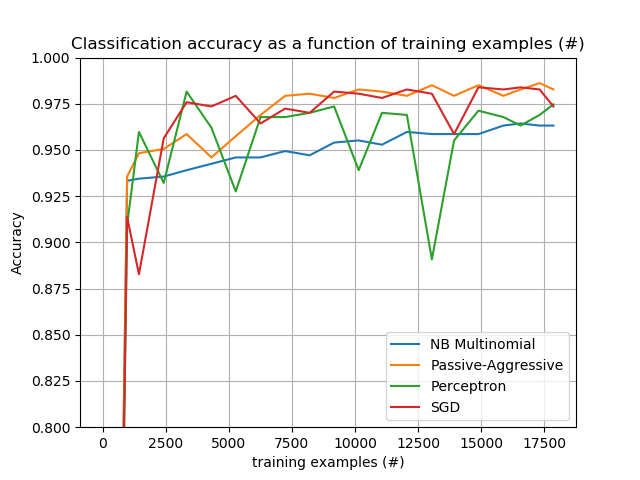 Classification accuracy as a function of training examples (#)
1.000
0.975
0.950
0.925
0.900
0.875
0.850
0.825
0.800
Accuracy
NB Multinomial
Passive-Aggressive
Perceptron
SGD
0 2500 5000 7500 10000 12500 15000 17500
training examples (#)